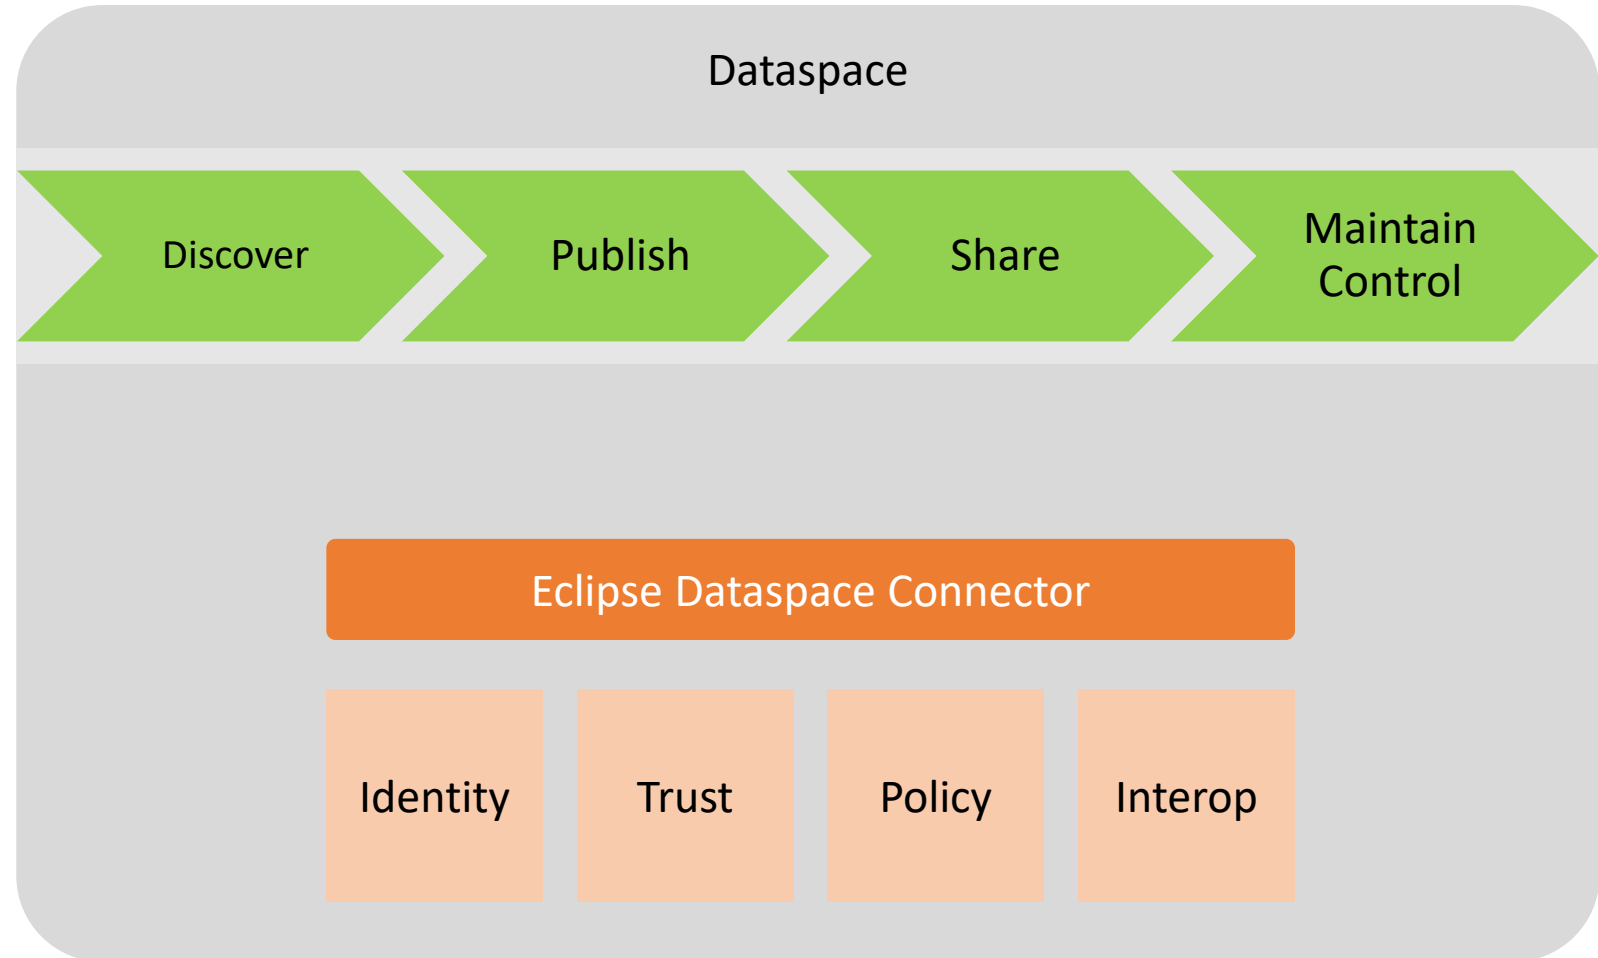 Dataspace
Discover
Publish
Share
Maintain
Control
Eclipse Dataspace Connector
Identity
Trust
Policy
Interop